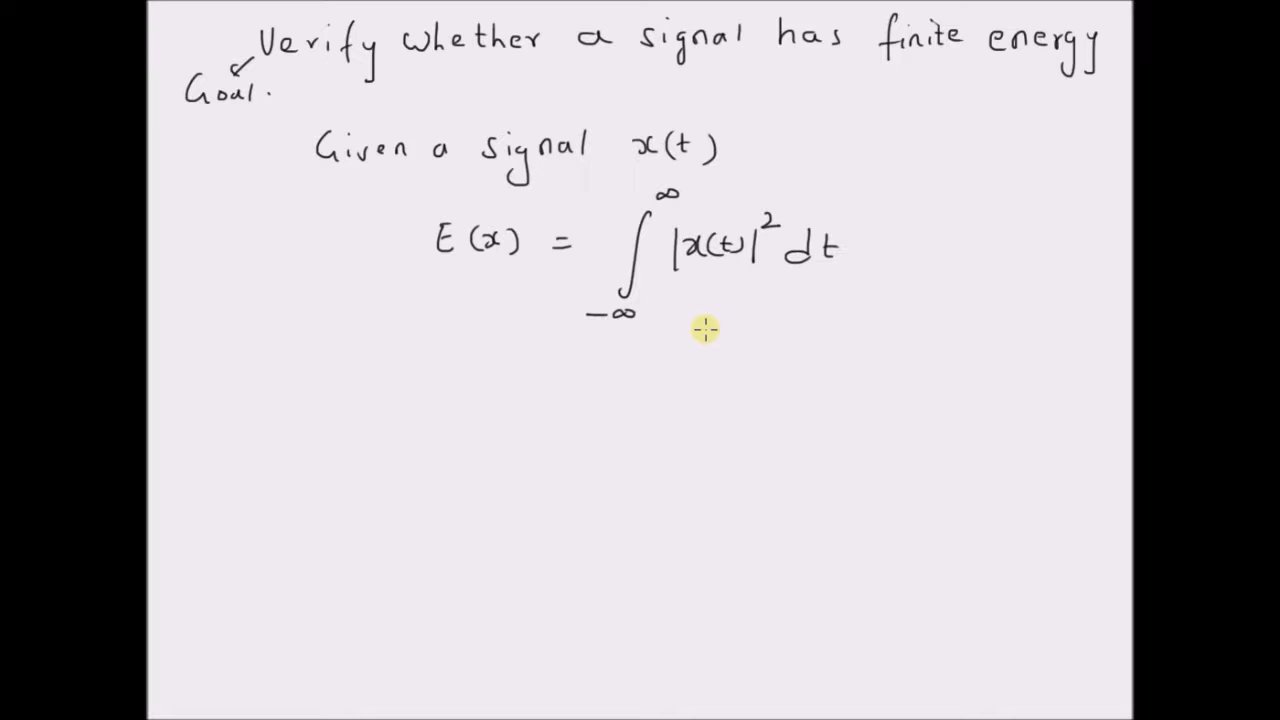 Verify whether a signal has finite energy
Goal.
Given a signal x(t)
E(x) = ∫_{-∞}^{∞} |x(t)|² dt